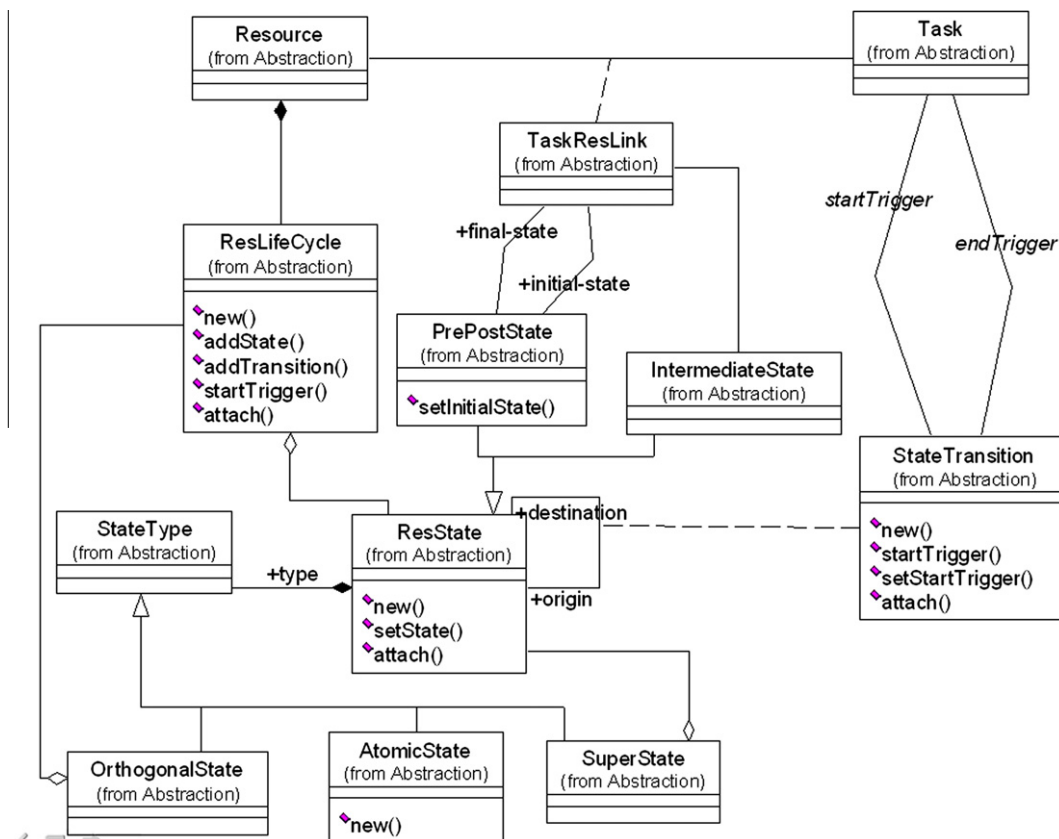 Resource
(from Abstraction)
Task
(from Abstraction)
TaskResLink
(from Abstraction)
startTrigger
endTrigger
ResLifeCycle
(from Abstraction)
new()
addState()
addTransition()
startTrigger()
attach()
+final-state
+initial-state
PrePostState
(from Abstraction)
setInitialState()
IntermediateState
(from Abstraction)
StateTransition
(from Abstraction)
new()
startTrigger()
setStartTrigger()
attach()
StateType
(from Abstraction)
+type
ResState
(from Abstraction)
new()
setState()
attach()
+destination
+origin
OrthogonalState
(from Abstraction)
AtomicState
(from Abstraction)
new()
SuperState
(from Abstraction)